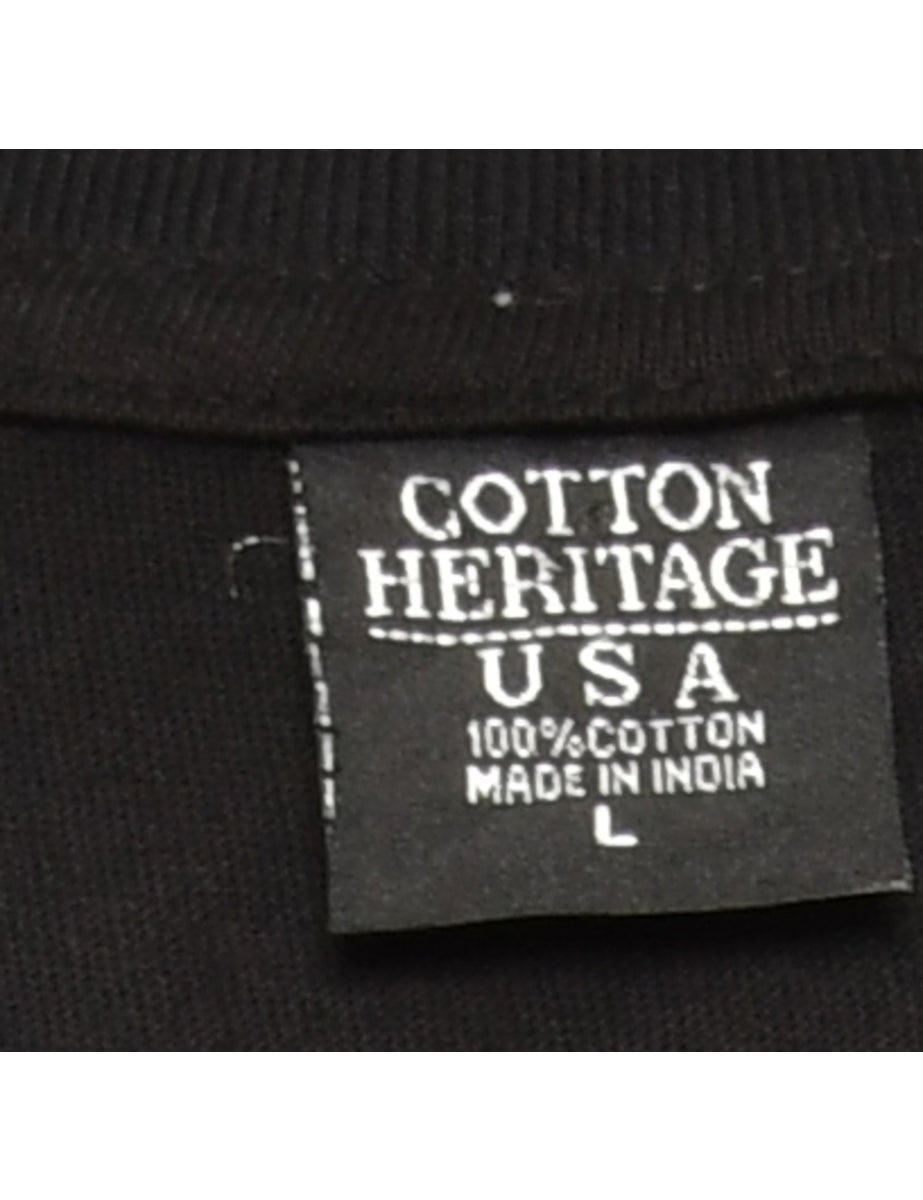 COTTON
HERITAGE
USA
100%COTTON
MADE IN INDIA
L